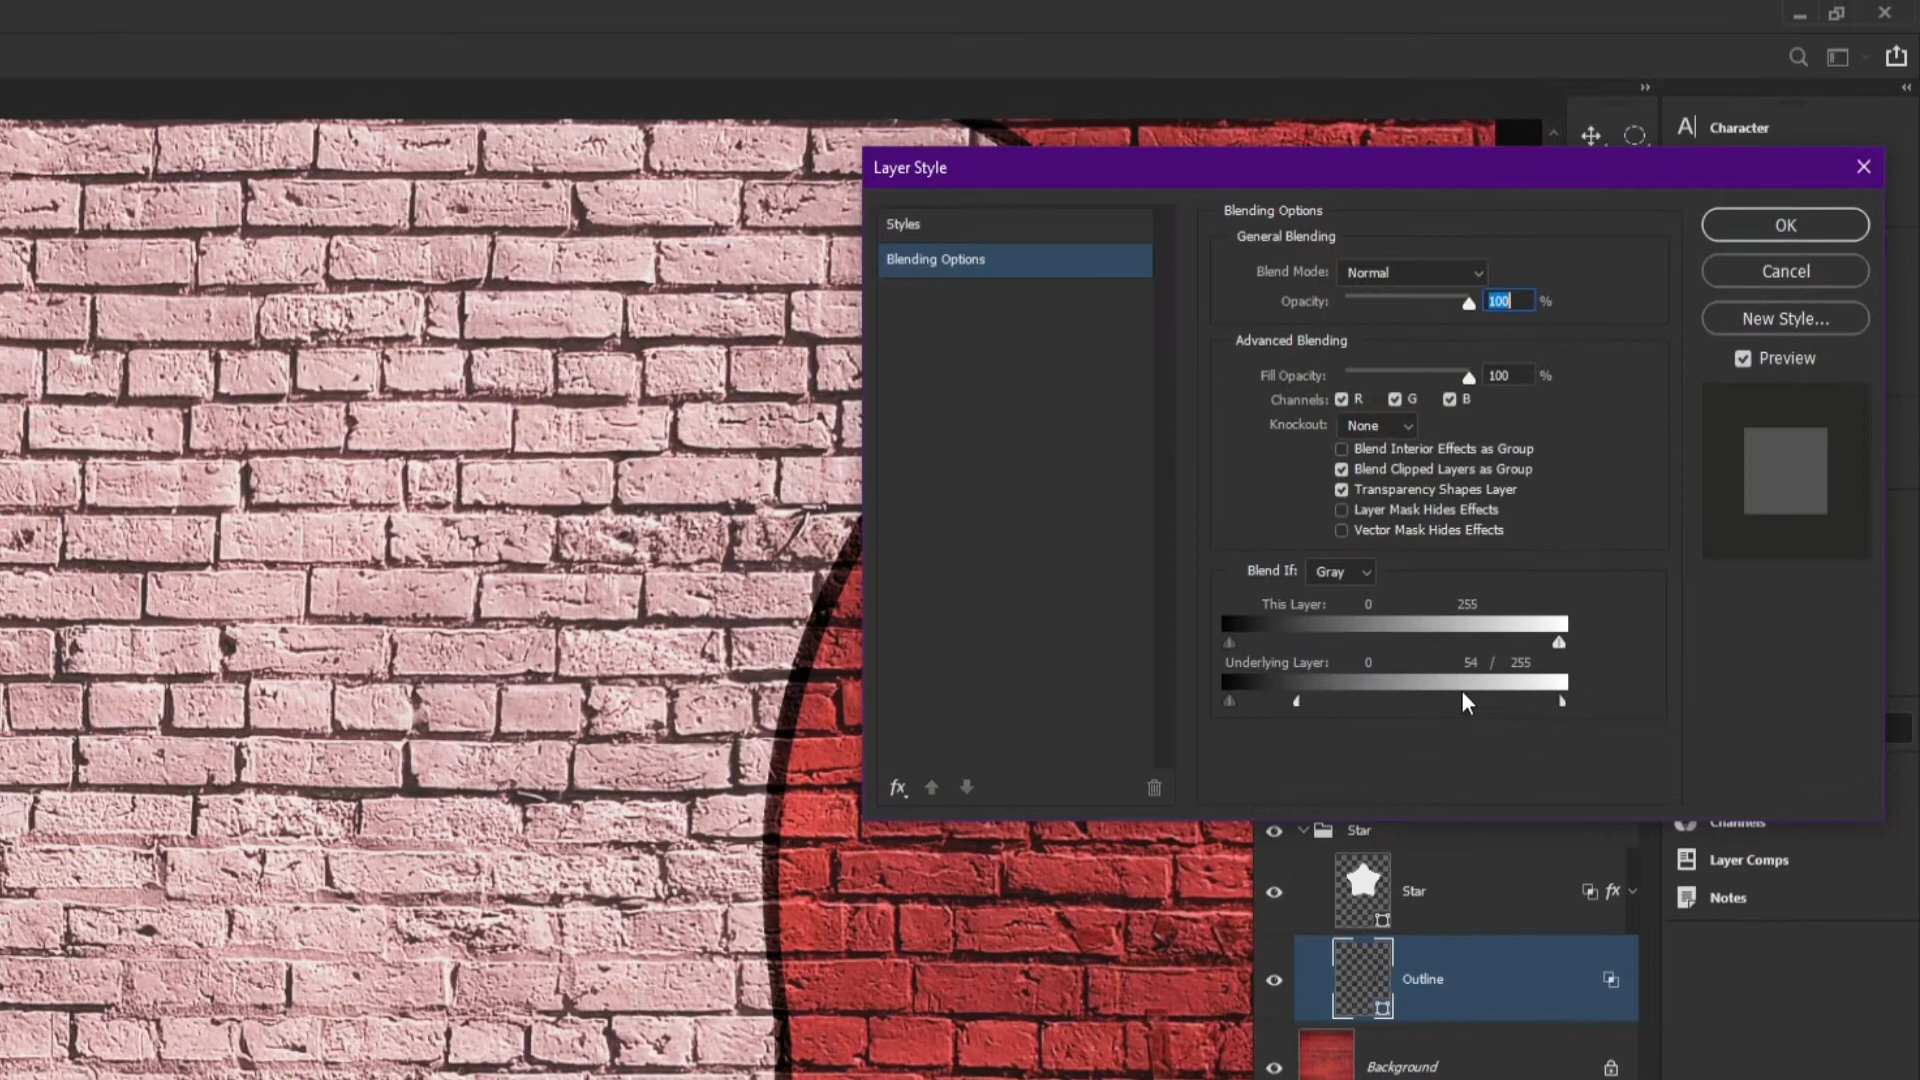 Character
Layer Style
Styles
Blending Options
Blending Options
General Blending
Blend Mode: Normal
Opacity: 100 %
Advanced Blending
Fill Opacity: 100 %
Channels: R G B
Knockout: None
Blend Interior Effects as Group
Blend Clipped Layers as Group
Transparency Shapes Layer
Layer Mask Hides Effects
Vector Mask Hides Effects
Blend If: Gray
This Layer: 0 255
Underlying Layer: 0 54 / 255
OK
Cancel
New Style...
Preview
fx
Star
Star
fx
Outline
Background
Channels
Layer Comps
Notes